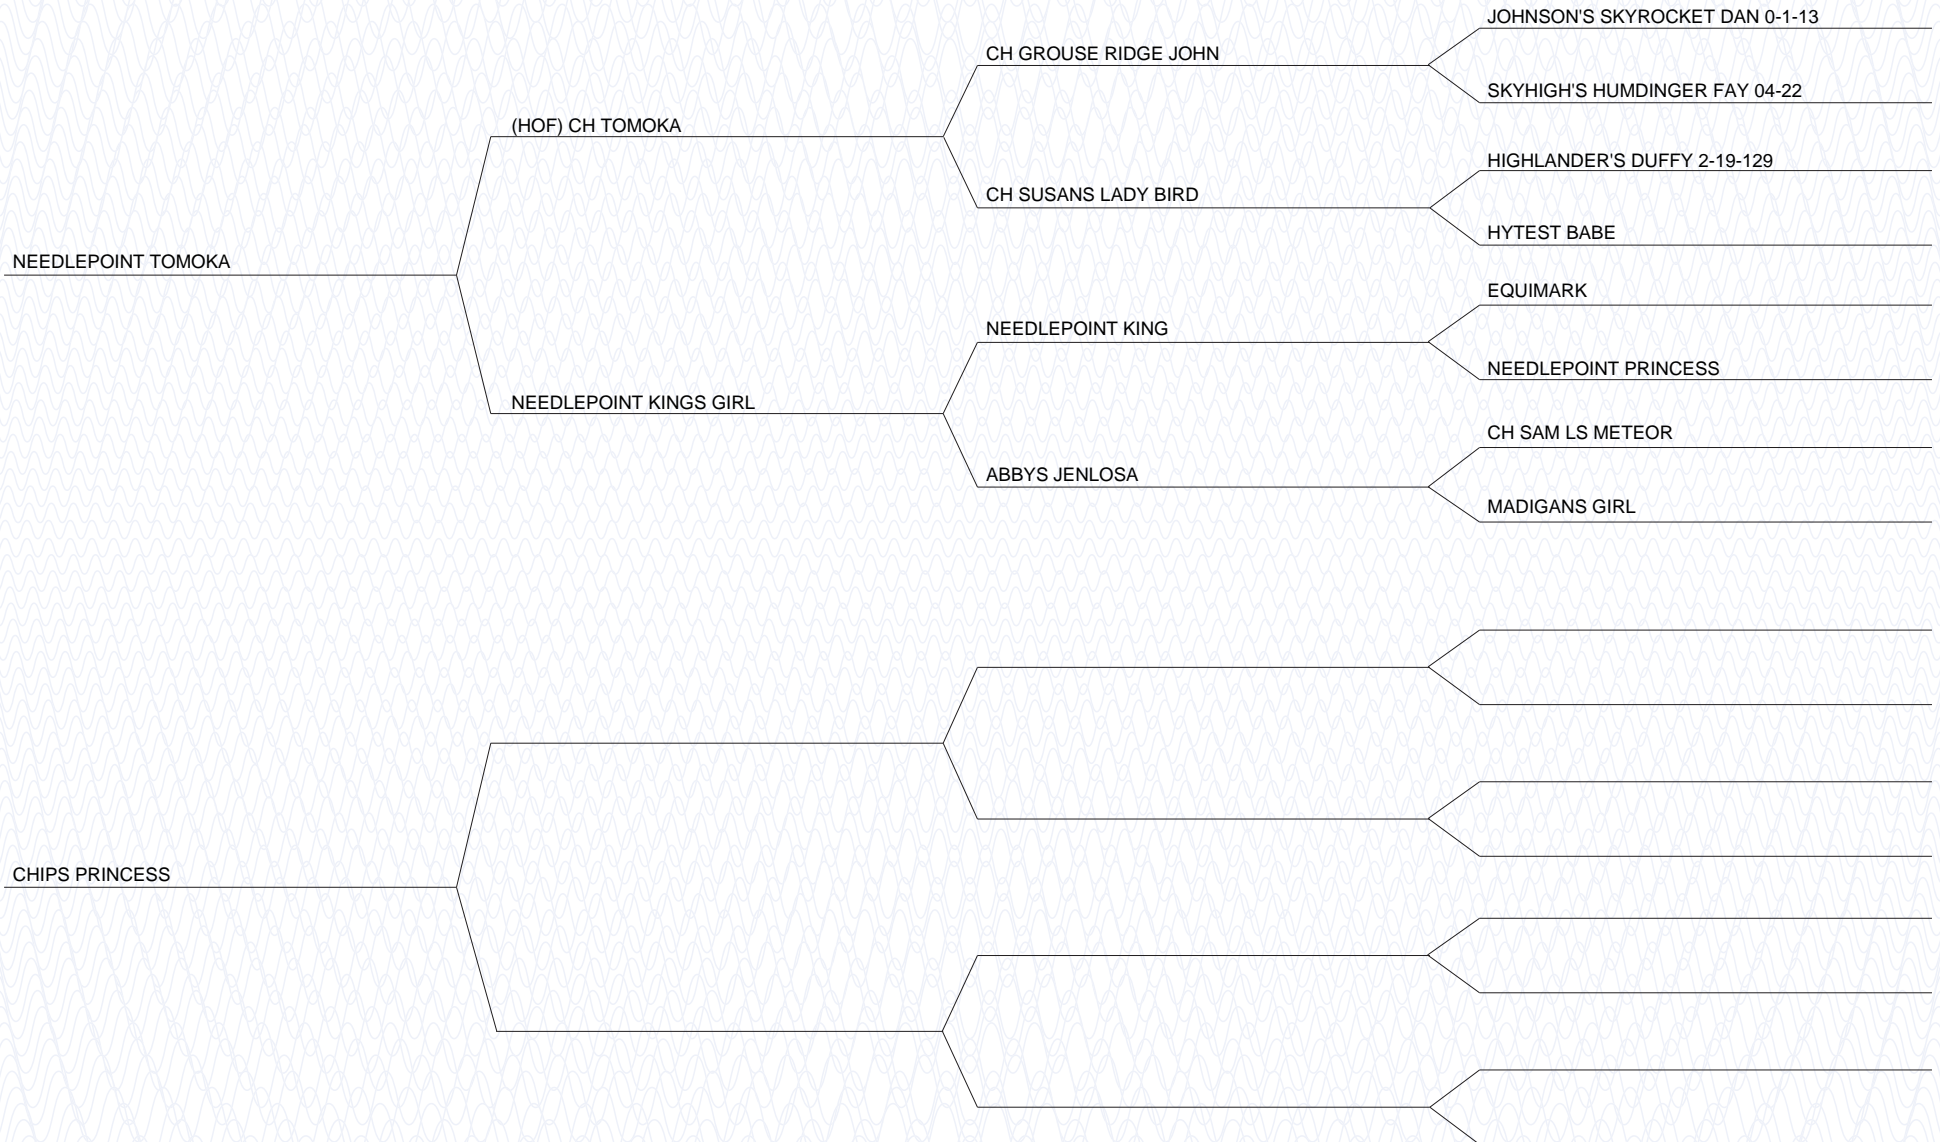 JOHNSON'S SKYROCKET DAN 0-1-13
CH GROUSE RIDGE JOHN
SKYHIGH'S HUMDINGER FAY 04-22
(HOF) CH TOMOKA
HIGHLANDER'S DUFFY 2-19-129
CH SUSANS LADY BIRD
HYTEST BABE
NEEDLEPOINT TOMOKA
EQUIMARK
NEEDLEPOINT KING
NEEDLEPOINT PRINCESS
NEEDLEPOINT KINGS GIRL
CH SAM LS METEOR
ABBYS JENLOSA
MADIGANS GIRL
CHIPS PRINCESS